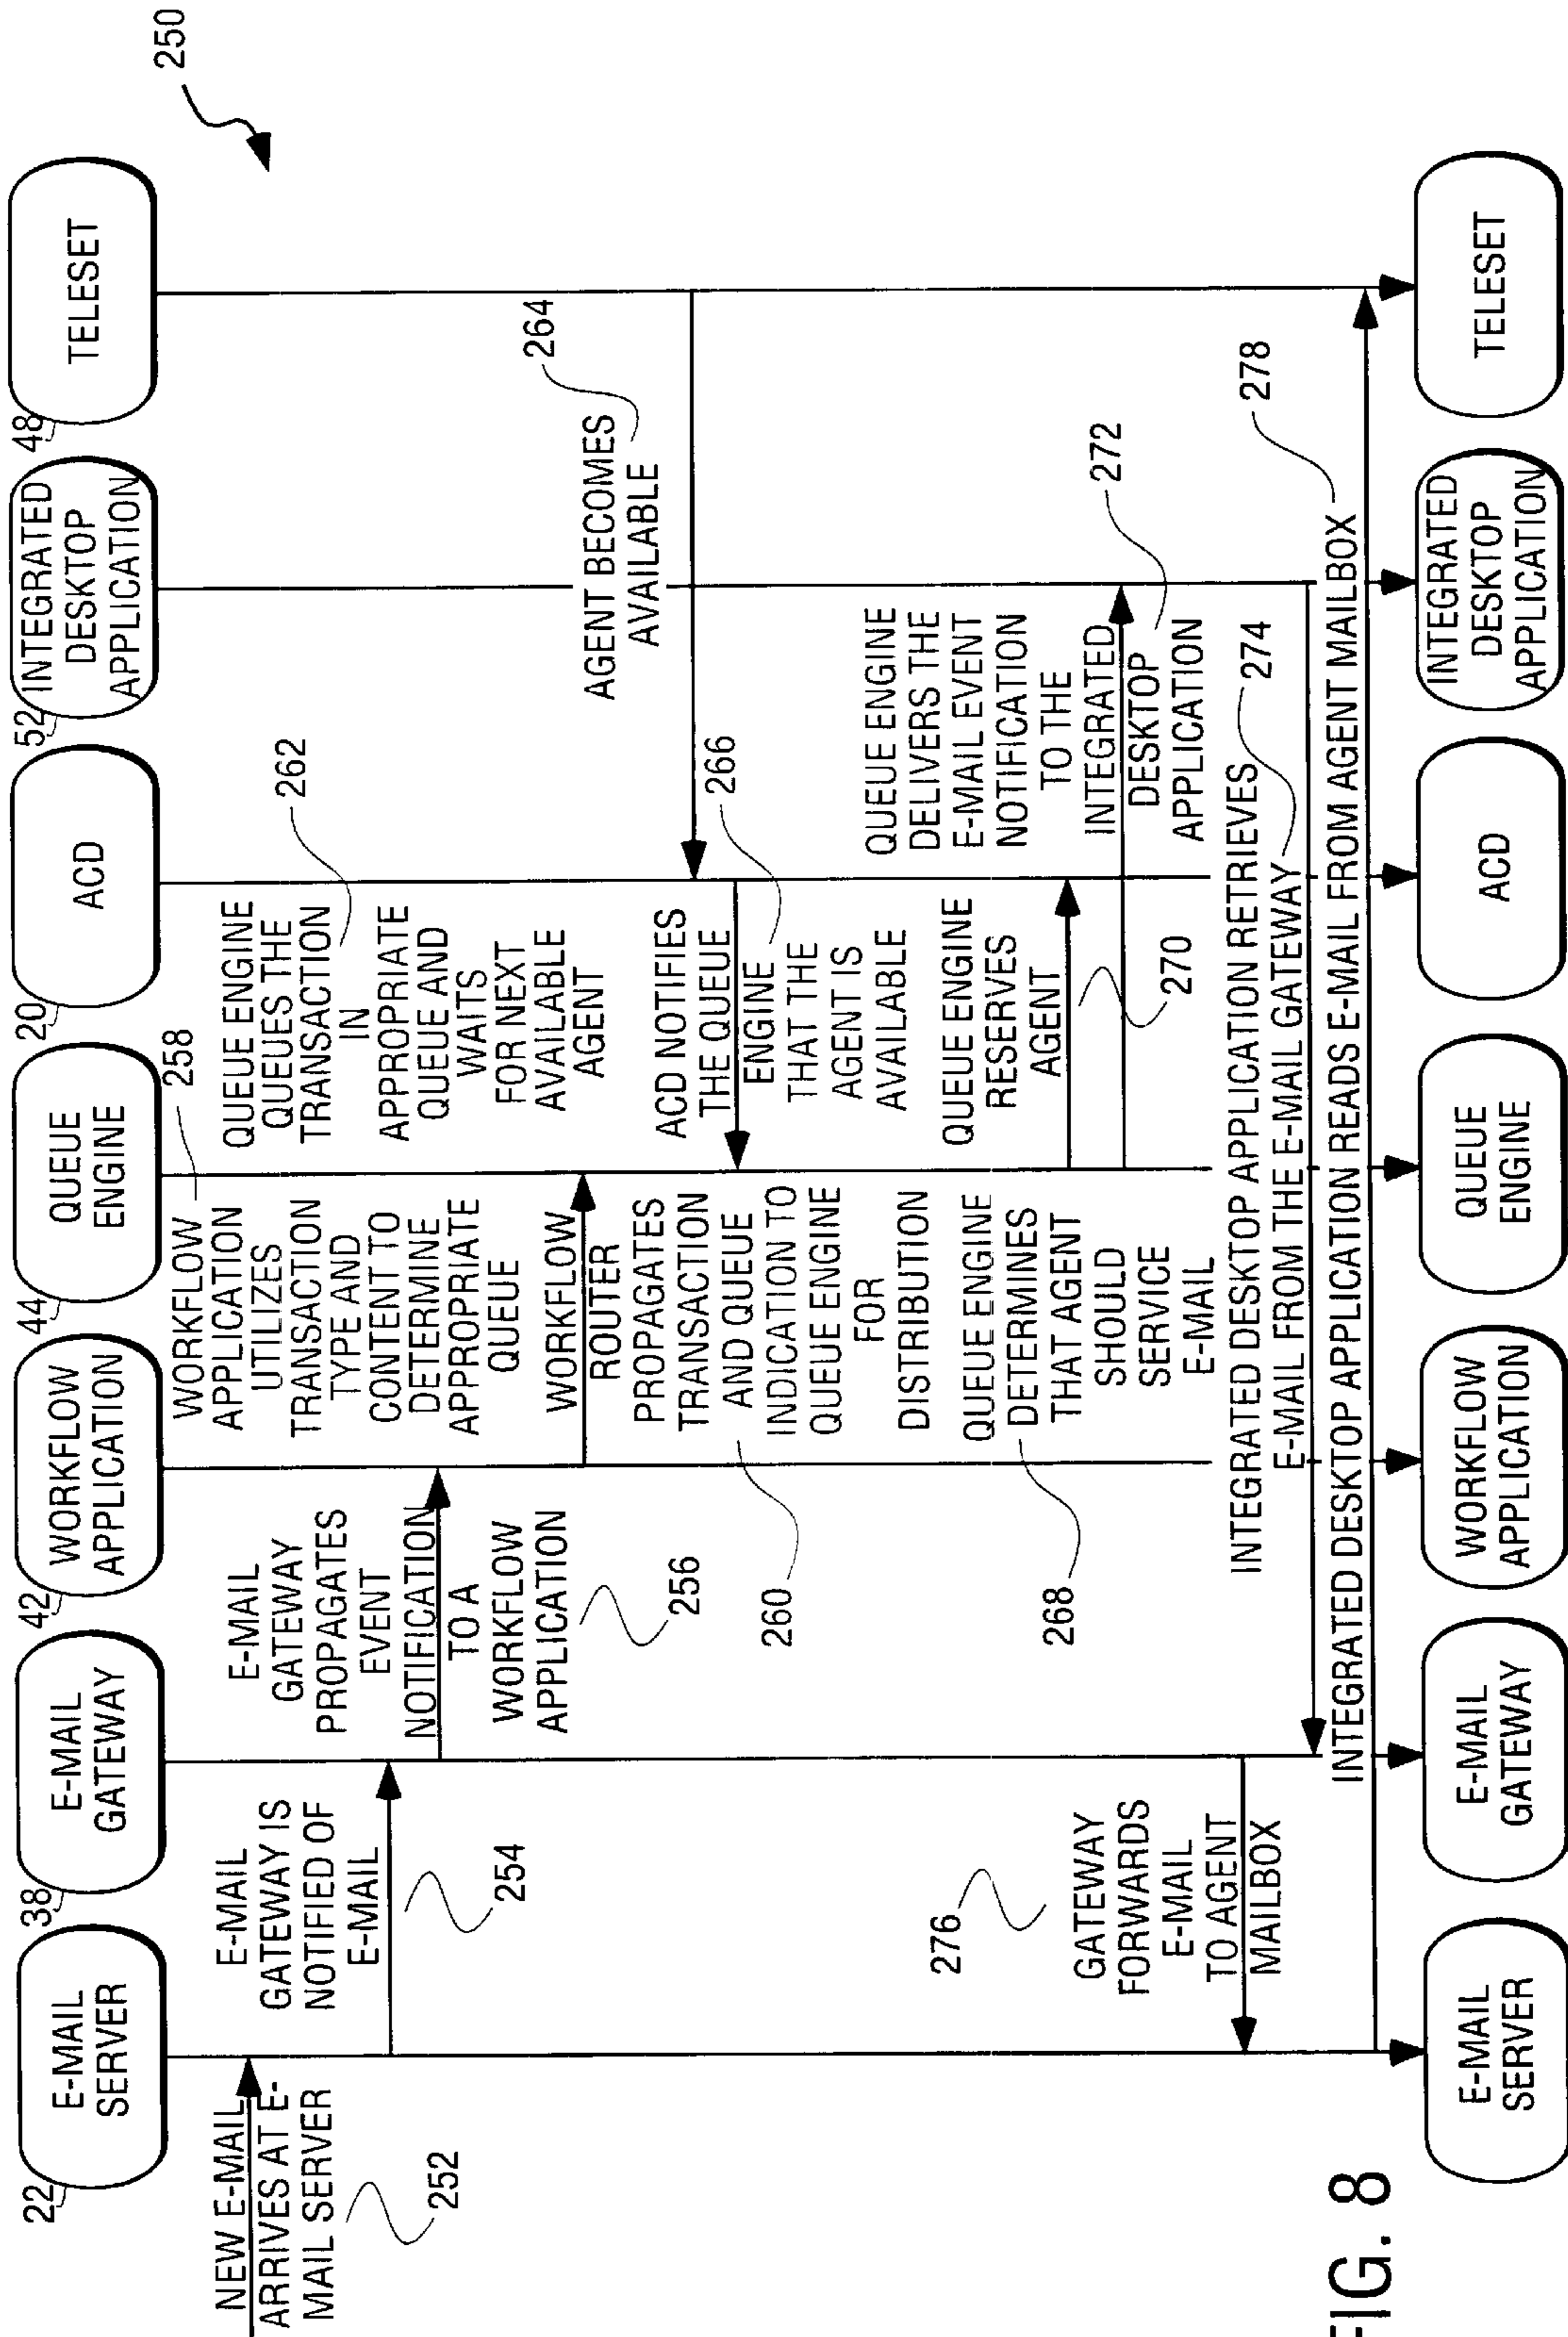 250
22
E-MAIL
SERVER
38
E-MAIL
GATEWAY
42
WORKFLOW
APPLICATION
44
QUEUE
ENGINE
20
ACD
52
INTEGRATED
DESKTOP
APPLICATION
48
TELESET
NEW E-MAIL
ARRIVES AT E-
MAIL SERVER
252
E-MAIL
GATEWAY IS
NOTIFIED OF
E-MAIL
254
E-MAIL
GATEWAY
PROPAGATES
EVENT
NOTIFICATION
TO A
WORKFLOW
APPLICATION
256
WORKFLOW
APPLICATION
UTILIZES
TRANSACTION
TYPE AND
CONTENT TO
DETERMINE
APPROPRIATE
QUEUE
258
WORKFLOW
ROUTER
PROPAGATES
TRANSACTION
AND QUEUE
INDICATION TO
QUEUE ENGINE
FOR
DISTRIBUTION
260
QUEUE ENGINE
QUEUES THE
TRANSACTION
IN
APPROPRIATE
QUEUE AND
WAITS
FOR NEXT
AVAILABLE
AGENT
262
AGENT BECOMES
AVAILABLE
264
ACD NOTIFIES
THE QUEUE
ENGINE
THAT THE
AGENT IS
AVAILABLE
266
QUEUE ENGINE
DETERMINES
THAT AGENT
SHOULD
SERVICE
E-MAIL
268
QUEUE ENGINE
RESERVES
AGENT
270
QUEUE ENGINE
DELIVERS THE
E-MAIL EVENT
NOTIFICATION
TO THE
INTEGRATED
DESKTOP
APPLICATION
272
INTEGRATED DESKTOP APPLICATION RETRIEVES
E-MAIL FROM THE E-MAIL GATEWAY
274
276
GATEWAY
FORWARDS
E-MAIL
TO AGENT
MAILBOX
INTEGRATED DESKTOP APPLICATION READS E-MAIL FROM AGENT MAILBOX
278
E-MAIL
SERVER
E-MAIL
GATEWAY
WORKFLOW
APPLICATION
QUEUE
ENGINE
ACD
INTEGRATED
DESKTOP
APPLICATION
TELESET
FIG. 8